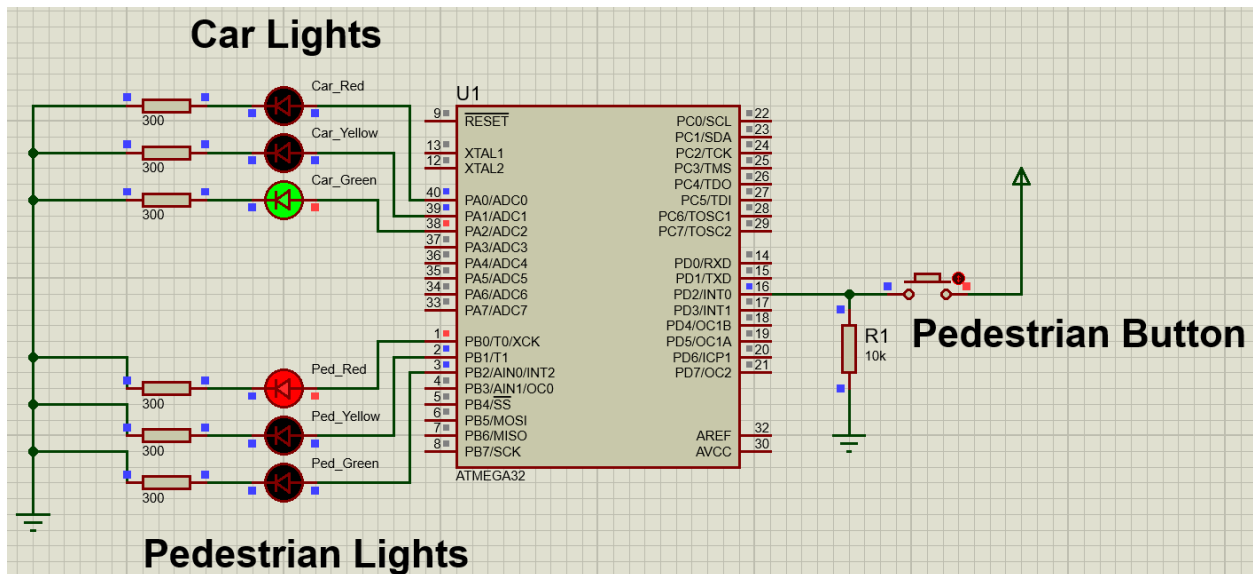 Car Lights
Car_Red
300
Car_Yellow
300
Car_Green
300
Ped_Red
300
Ped_Yellow
300
Ped_Green
300
Pedestrian Lights
U1
9 RESET
13 XTAL1
12 XTAL2
40 PA0/ADC0
39 PA1/ADC1
38 PA2/ADC2
37 PA3/ADC3
36 PA4/ADC4
35 PA5/ADC5
34 PA6/ADC6
33 PA7/ADC7
1 PB0/T0/XCK
2 PB1/T1
3 PB2/AIN0/INT2
4 PB3/AIN1/OC0
5 PB4/SS
6 PB5/MOSI
7 PB6/MISO
8 PB7/SCK
PC0/SCL 22
PC1/SDA 23
PC2/TCK 24
PC3/TMS 25
PC4/TDO 26
PC5/TDI 27
PC6/TOSC1 28
PC7/TOSC2 29
PD0/RXD 14
PD1/TXD 15
PD2/INT0 16
PD3/INT1 17
PD4/OC1B 18
PD5/OC1A 19
PD6/ICP1 20
PD7/OC2 21
AREF 32
AVCC 30
ATMEGA32
R1
10k
Pedestrian Button